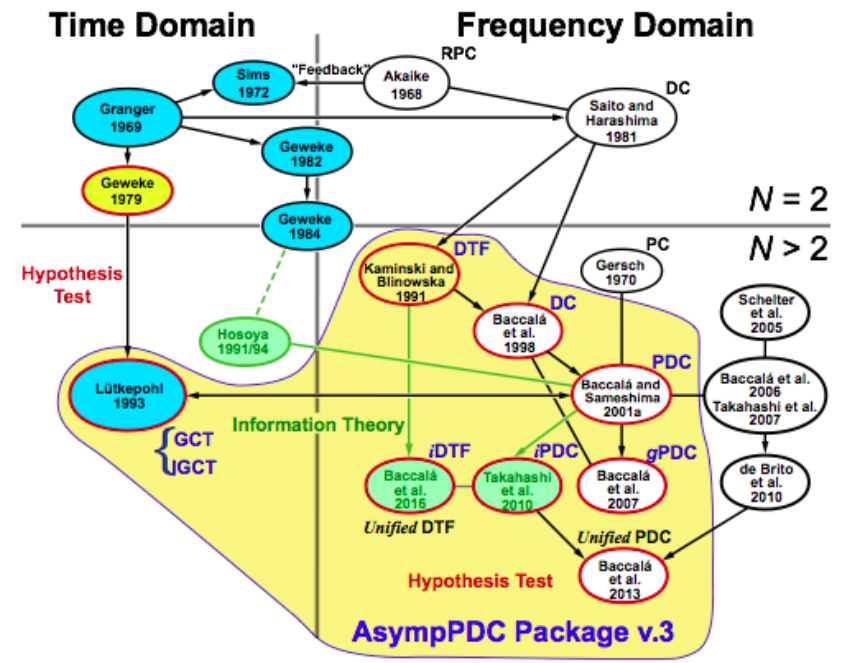 Time Domain
Frequency Domain
RPC
"Feedback"
Sims
1972
Akaike
1968
DC
Granger
1969
Saito and
Harashima
1981
Geweke
1982
Geweke
1979
N = 2
Geweke
1984
N > 2
DTF
PC
Hypothesis
Test
Kaminski and
Blinowska
1991
Gersch
1970
DC
Schelter
et al.
2005
Baccalá
et al.
1998
Hosoya
1991/94
PDC
Lütkepohl
1993
Baccalá and
Sameshima
2001a
Baccalá et al.
2006
Takahashi et al.
2007
Information Theory
GCT
IGCT
iDTF
iPDC
gPDC
Baccalá
et al.
2016
Takahashi
et al.
2010
Baccalá
et al.
2007
de Brito
et al.
2010
Unified DTF
Unified PDC
Baccalá
et al.
2013
Hypothesis Test
AsympPDC Package v.3